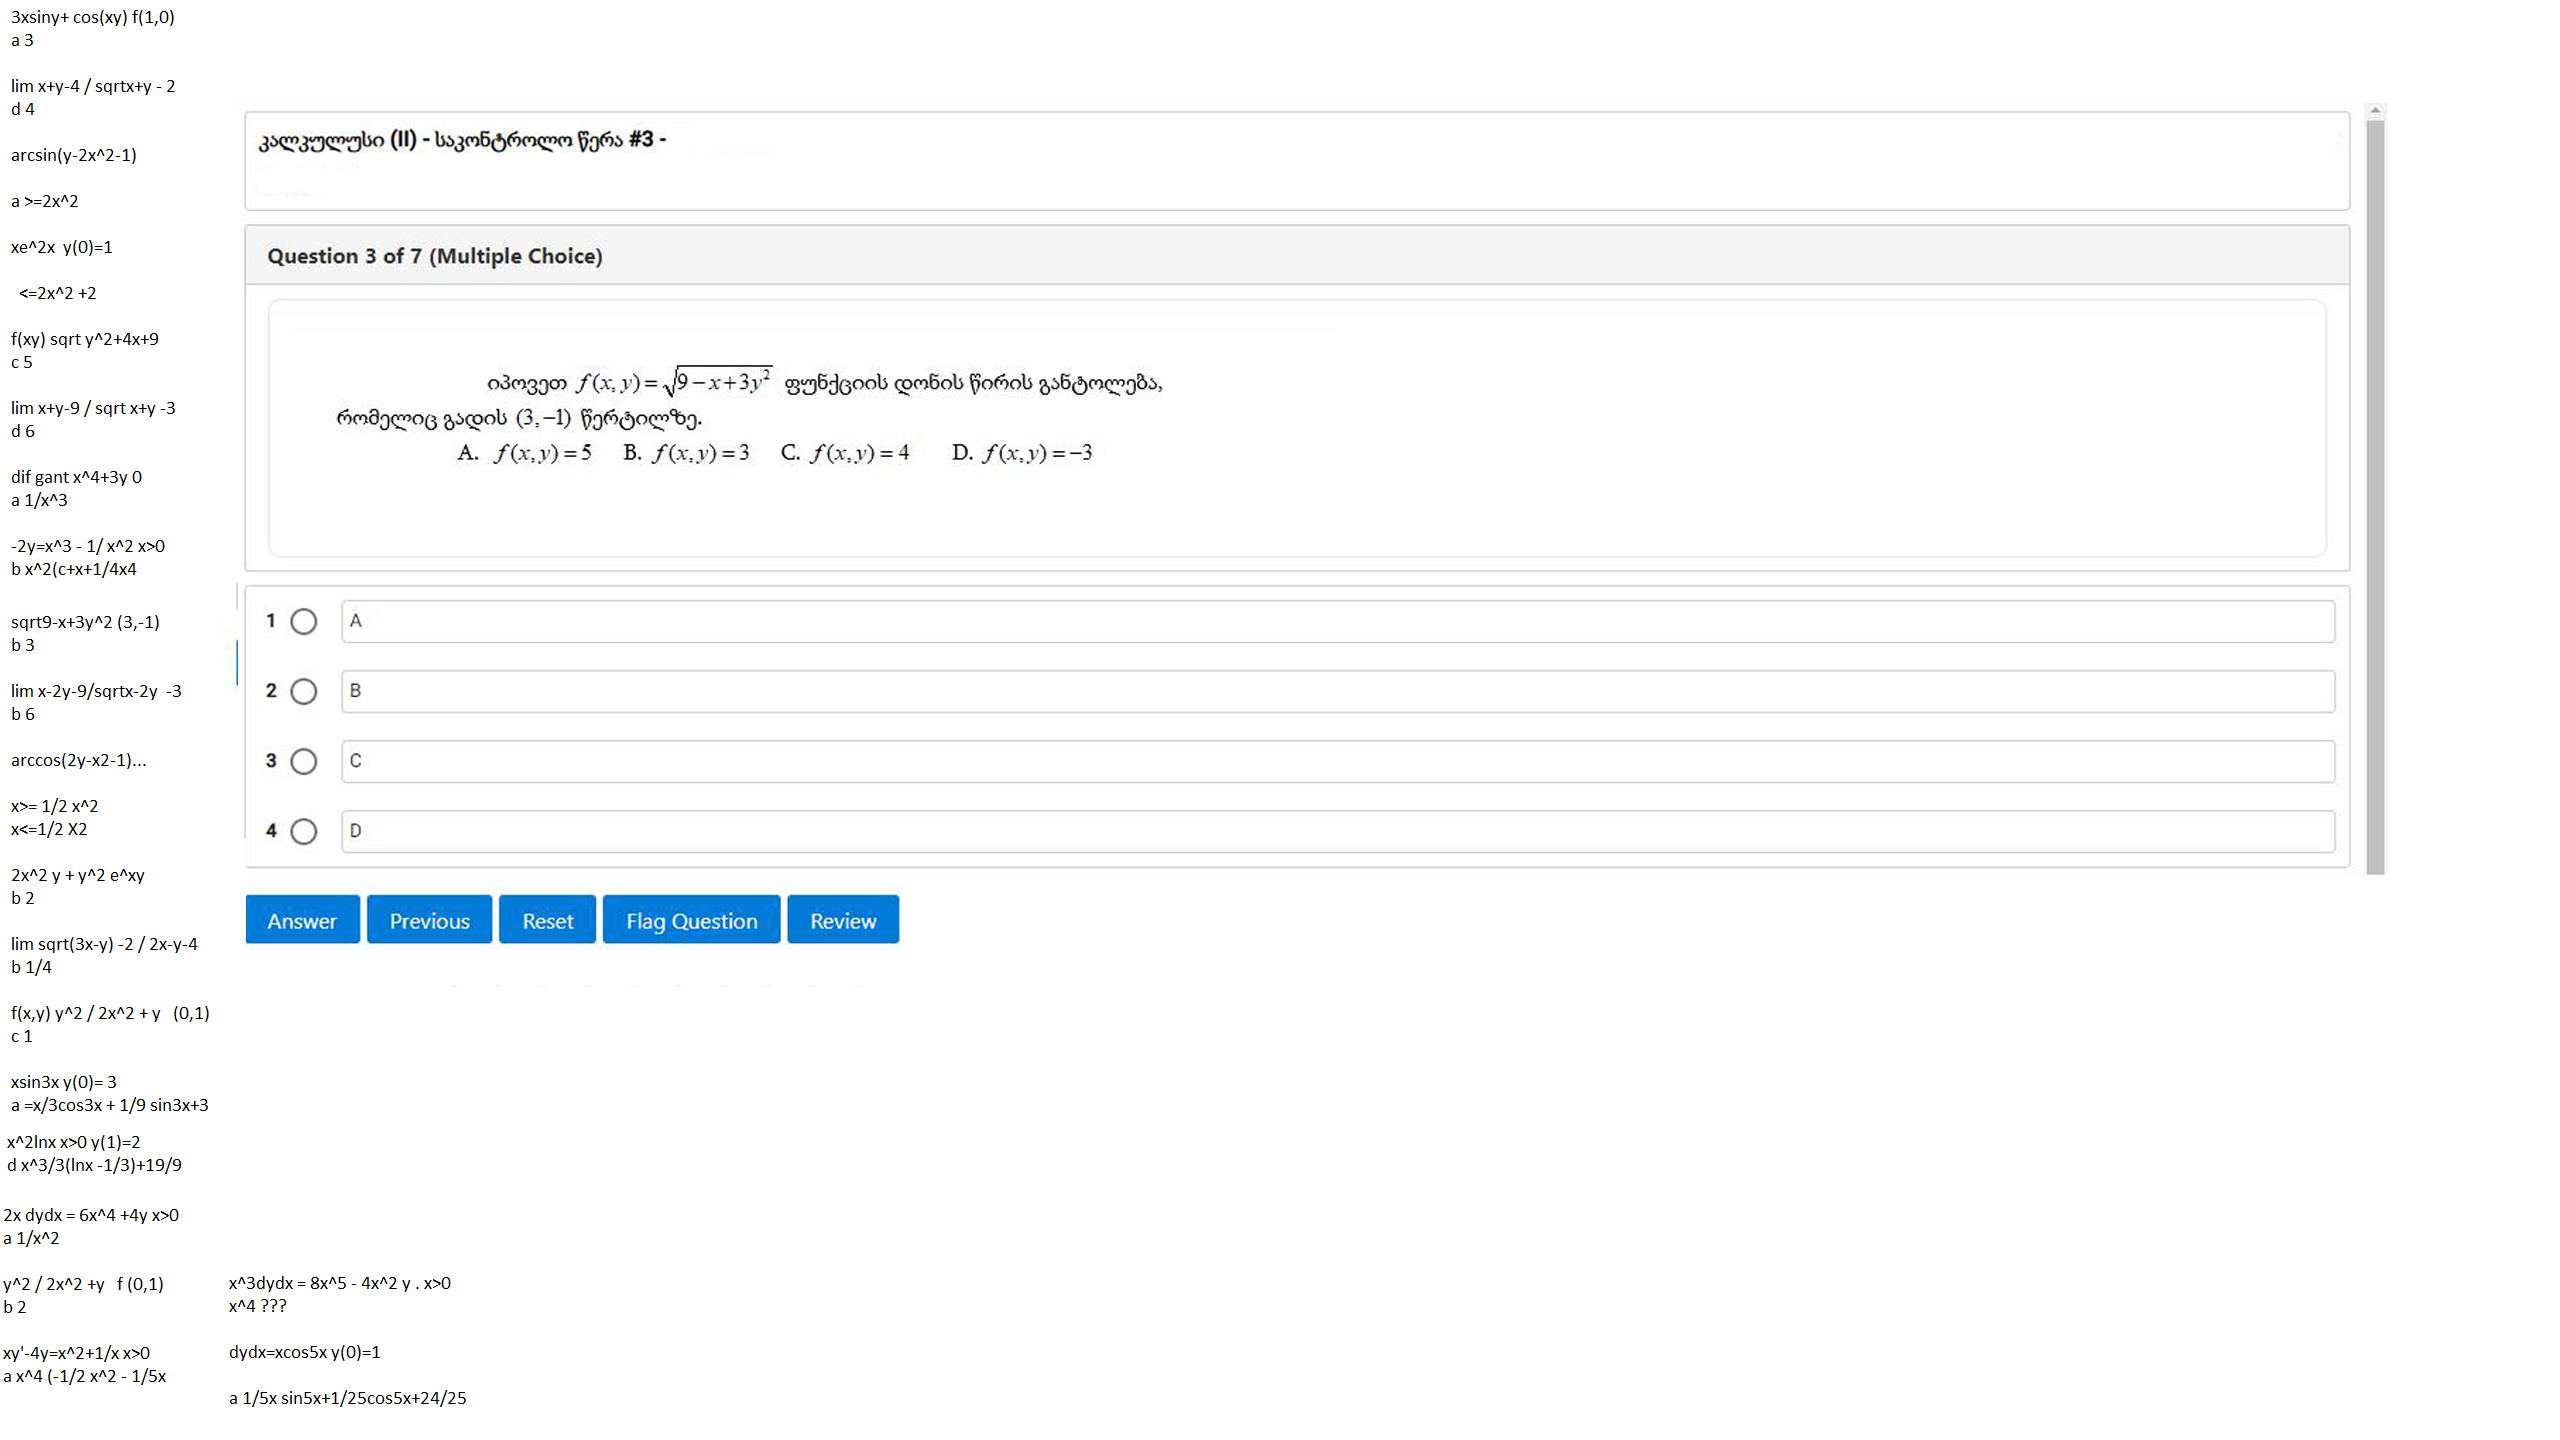 3xsiny+ cos(xy) f(1,0)
a 3
lim x+y-4 / sqrtx+y - 2
d 4
arcsin(y-2x^2-1)
a >=2x^2
xe^2x y(0)=1
<=2x^2 +2
f(xy) sqrt y^2+4x+9
c 5
lim x+y-9 / sqrt x+y -3
d 6
dif gant x^4+3y 0
a 1/x^3
-2y=x^3 - 1/ x^2 x>0
b x^2(c+x+1/4x4
sqrt9-x+3y^2 (3,-1)
b 3
lim x-2y-9/sqrtx-2y -3
b 6
arccos(2y-x2-1)...
x>= 1/2 x^2
x<=1/2 X2
2x^2 y + y^2 e^xy
b 2
lim sqrt(3x-y) -2 / 2x-y-4
b 1/4
f(x,y) y^2 / 2x^2 + y (0,1)
c 1
xsin3x y(0)= 3
a =x/3cos3x + 1/9 sin3x+3
x^2lnx x>0 y(1)=2
d x^3/3(lnx -1/3)+19/9
2x dydx = 6x^4 +4y x>0
a 1/x^2
y^2 / 2x^2 +y f (0,1)
b 2
xy'-4y=x^2+1/x x>0
a x^4 (-1/2 x^2 - 1/5x
კალკულუსი (II) - საკონტროლო წერა #3 -
Question 3 of 7 (Multiple Choice)
იპოვეთ f(x,y)=√9−x+3y² ფუნქციის დონის წირის განტოლება,
რომელიც გადის (3,−1) წერტილზე.
A. f(x,y)=5 B. f(x,y)=3 C. f(x,y)=4 D. f(x,y)=−3
1 A
2 B
3 C
4 D
Answer Previous Reset Flag Question Review
x^3dydx = 8x^5 - 4x^2 y . x>0
x^4 ???
dydx=xcos5x y(0)=1
a 1/5x sin5x+1/25cos5x+24/25